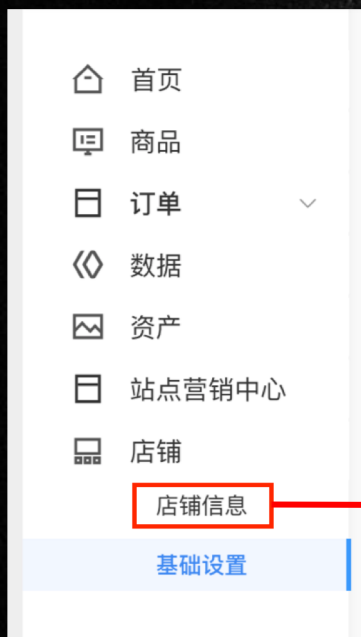 首页
商品
订单
数据
资产
站点营销中心
店铺
店铺信息
基础设置